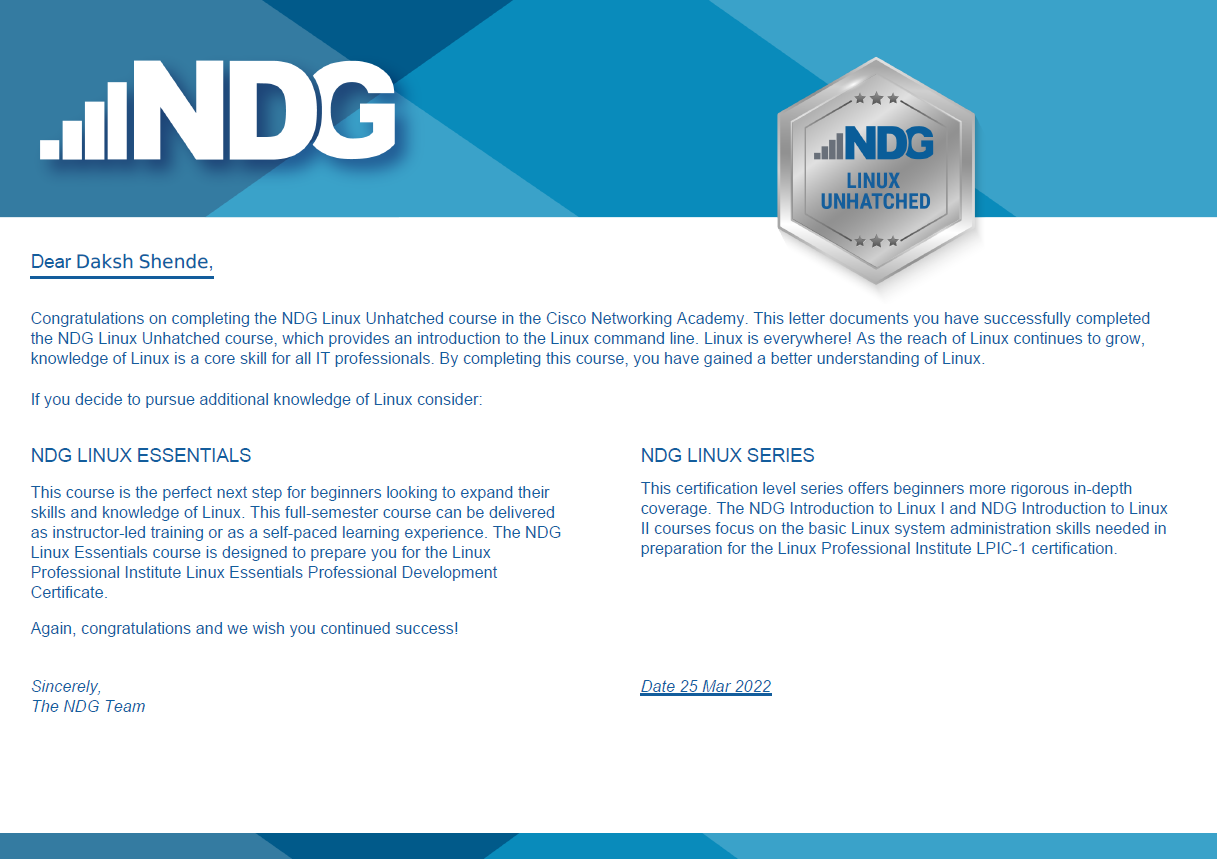 NDG
NDG
LINUX
UNHATCHED
Dear Daksh Shende,
Congratulations on completing the NDG Linux Unhatched course in the Cisco Networking Academy. This letter documents you have successfully completed
the NDG Linux Unhatched course, which provides an introduction to the Linux command line. Linux is everywhere! As the reach of Linux continues to grow,
knowledge of Linux is a core skill for all IT professionals. By completing this course, you have gained a better understanding of Linux.
If you decide to pursue additional knowledge of Linux consider:
NDG LINUX ESSENTIALS
This course is the perfect next step for beginners looking to expand their
skills and knowledge of Linux. This full-semester course can be delivered
as instructor-led training or as a self-paced learning experience. The NDG
Linux Essentials course is designed to prepare you for the Linux
Professional Institute Linux Essentials Professional Development
Certificate.
Again, congratulations and we wish you continued success!
NDG LINUX SERIES
This certification level series offers beginners more rigorous in-depth
coverage. The NDG Introduction to Linux I and NDG Introduction to Linux
II courses focus on the basic Linux system administration skills needed in
preparation for the Linux Professional Institute LPIC-1 certification.
Sincerely,
The NDG Team
Date 25 Mar 2022